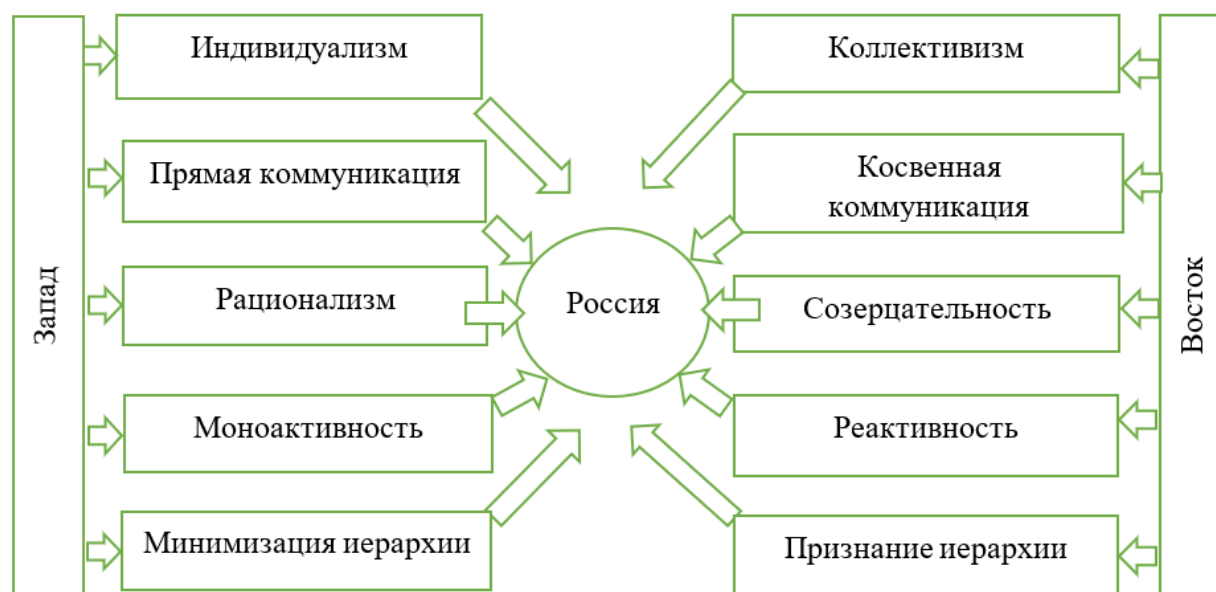 Запад
Индивидуализм
Прямая коммуникация
Рационализм
Моноактивность
Минимизация иерархии
Россия
Коллективизм
Косвенная
коммуникация
Созерцательность
Реактивность
Признание иерархии
Восток